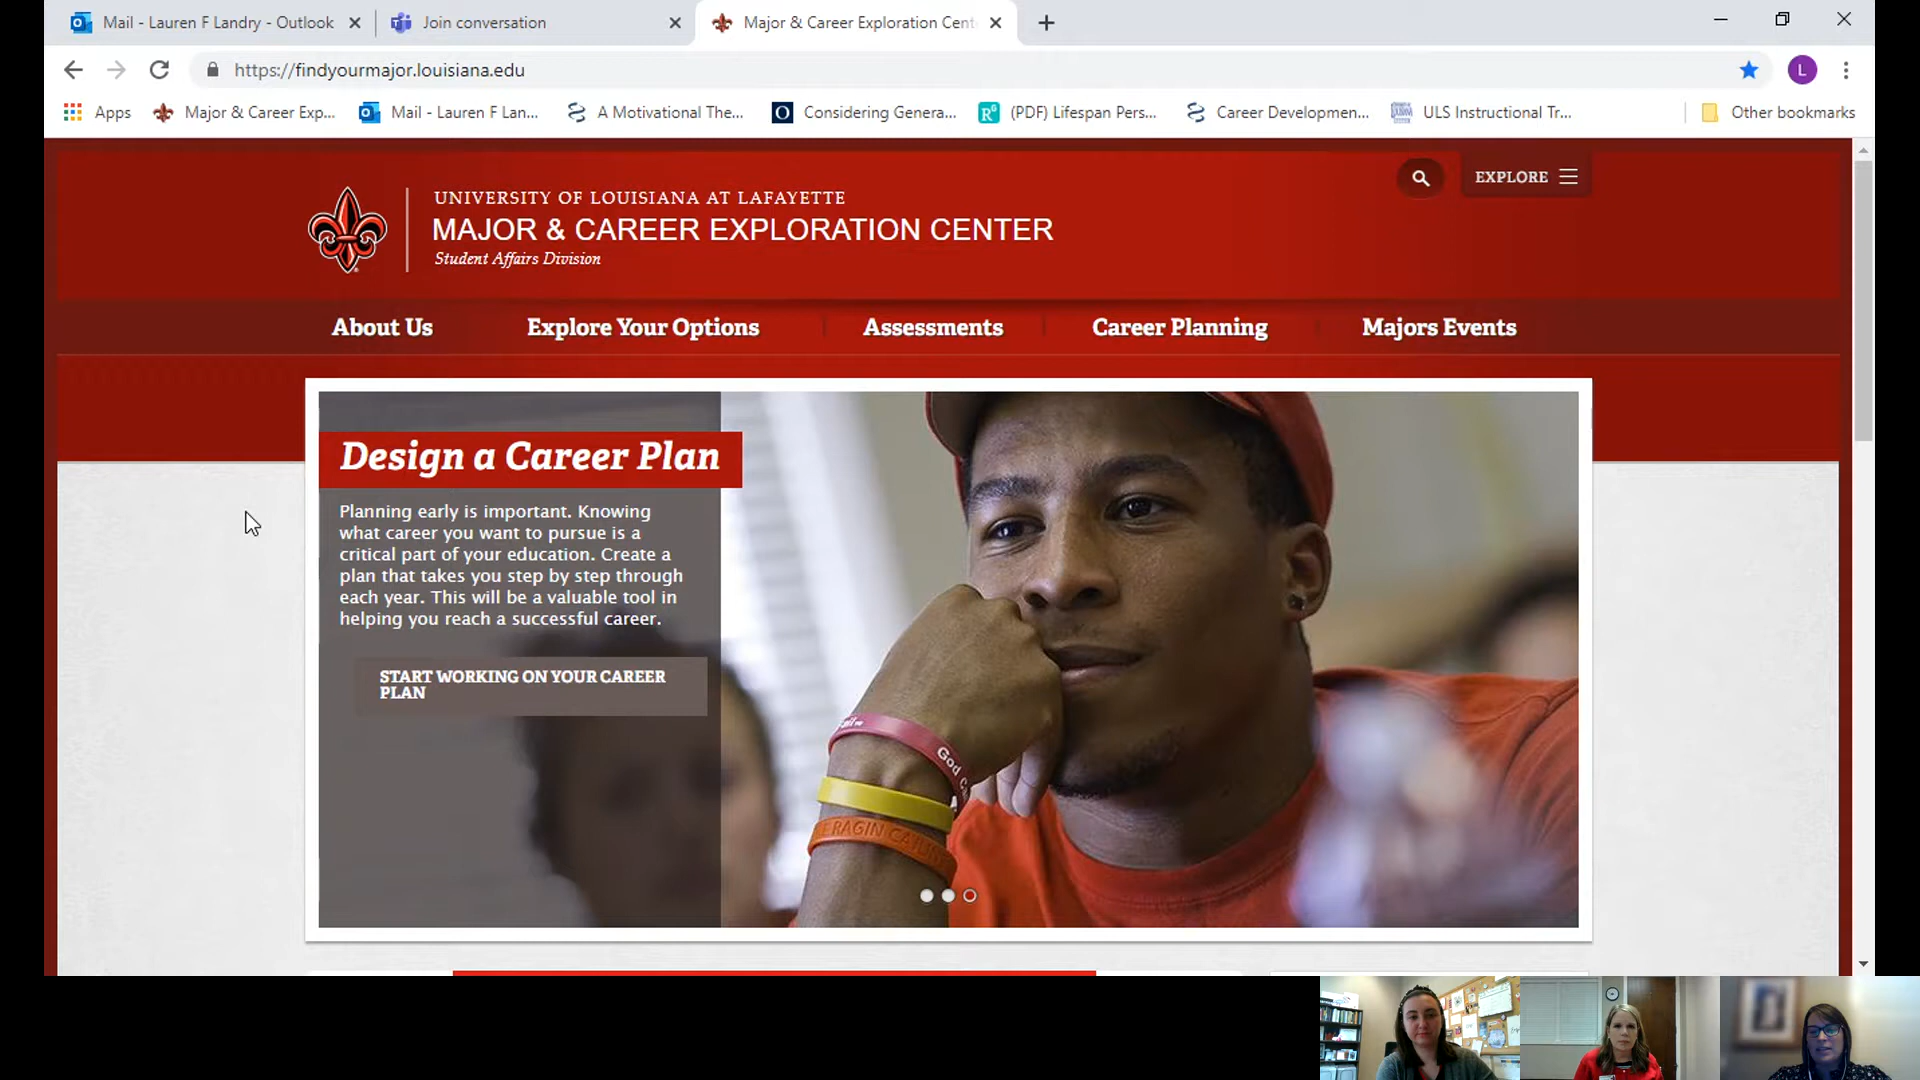 Mail - Lauren F Landry - Outlook
Join conversation
Major & Career Exploration Cent
https://findyourmajor.louisiana.edu
L
Apps
Major & Career Exp...
Mail - Lauren F Lan...
A Motivational The...
Considering Genera...
(PDF) Lifespan Pers...
Career Developmen...
ULS Instructional Tr...
Other bookmarks
UNIVERSITY OF LOUISIANA AT LAFAYETTE
MAJOR & CAREER EXPLORATION CENTER
Student Affairs Division
EXPLORE
About Us
Explore Your Options
Assessments
Career Planning
Majors Events
Design a Career Plan
Planning early is important. Knowing
what career you want to pursue is a
critical part of your education. Create a
plan that takes you step by step through
each year. This will be a valuable tool in
helping you reach a successful career.
START WORKING ON YOUR CAREER
PLAN
God
RAGIN CAJUN